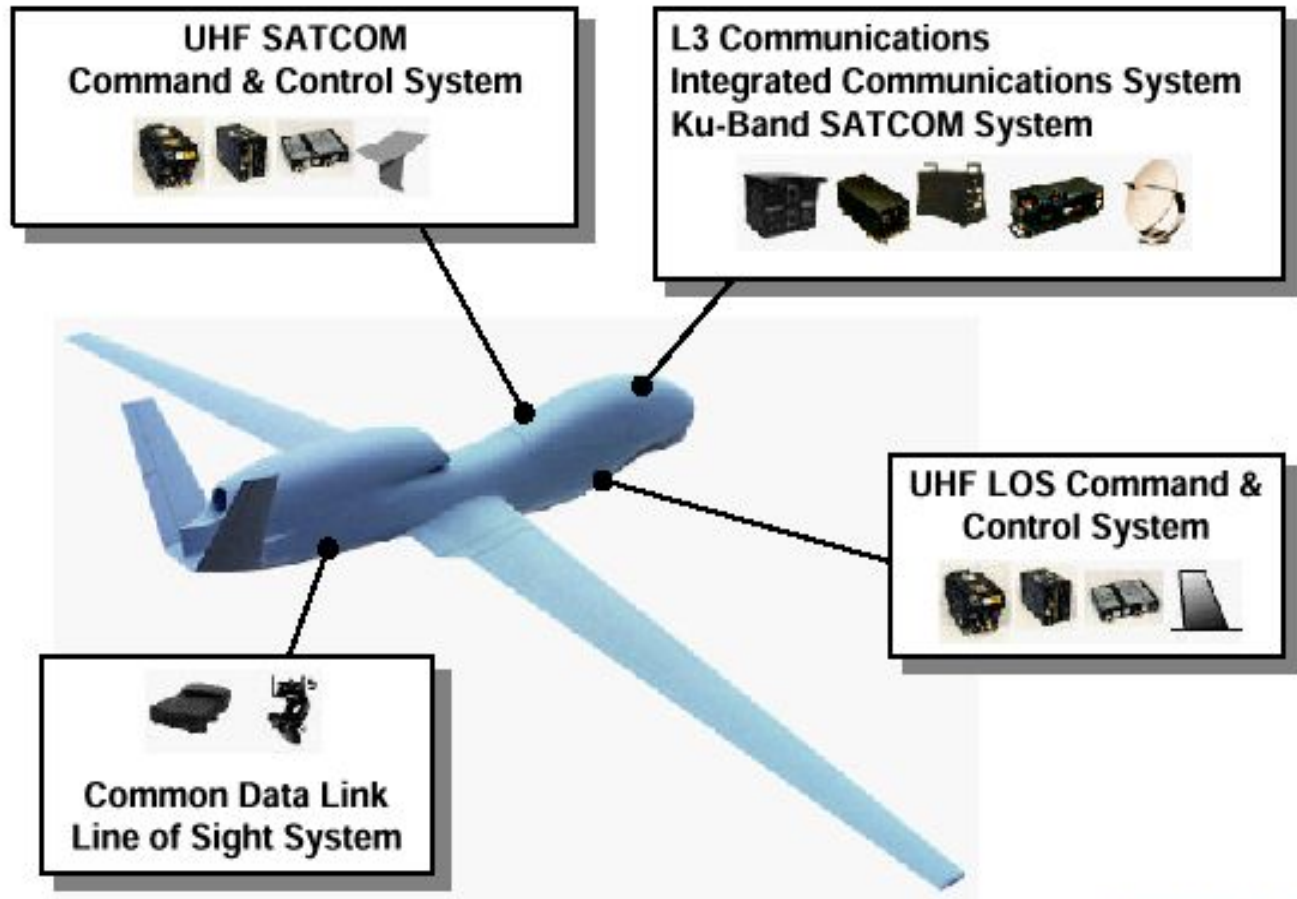 UHF SATCOM
Command & Control System
L3 Communications
Integrated Communications System
Ku-Band SATCOM System
UHF LOS Command &
Control System
Common Data Link
Line of Sight System